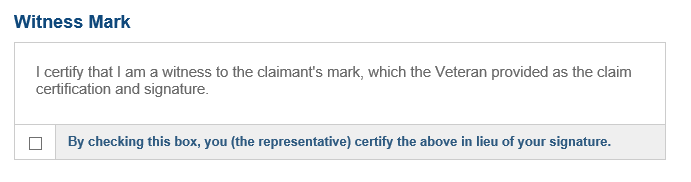 Witness Mark
I certify that I am a witness to the claimant's mark, which the Veteran provided as the claim
certification and signature.
By checking this box, you (the representative) certify the above in lieu of your signature.